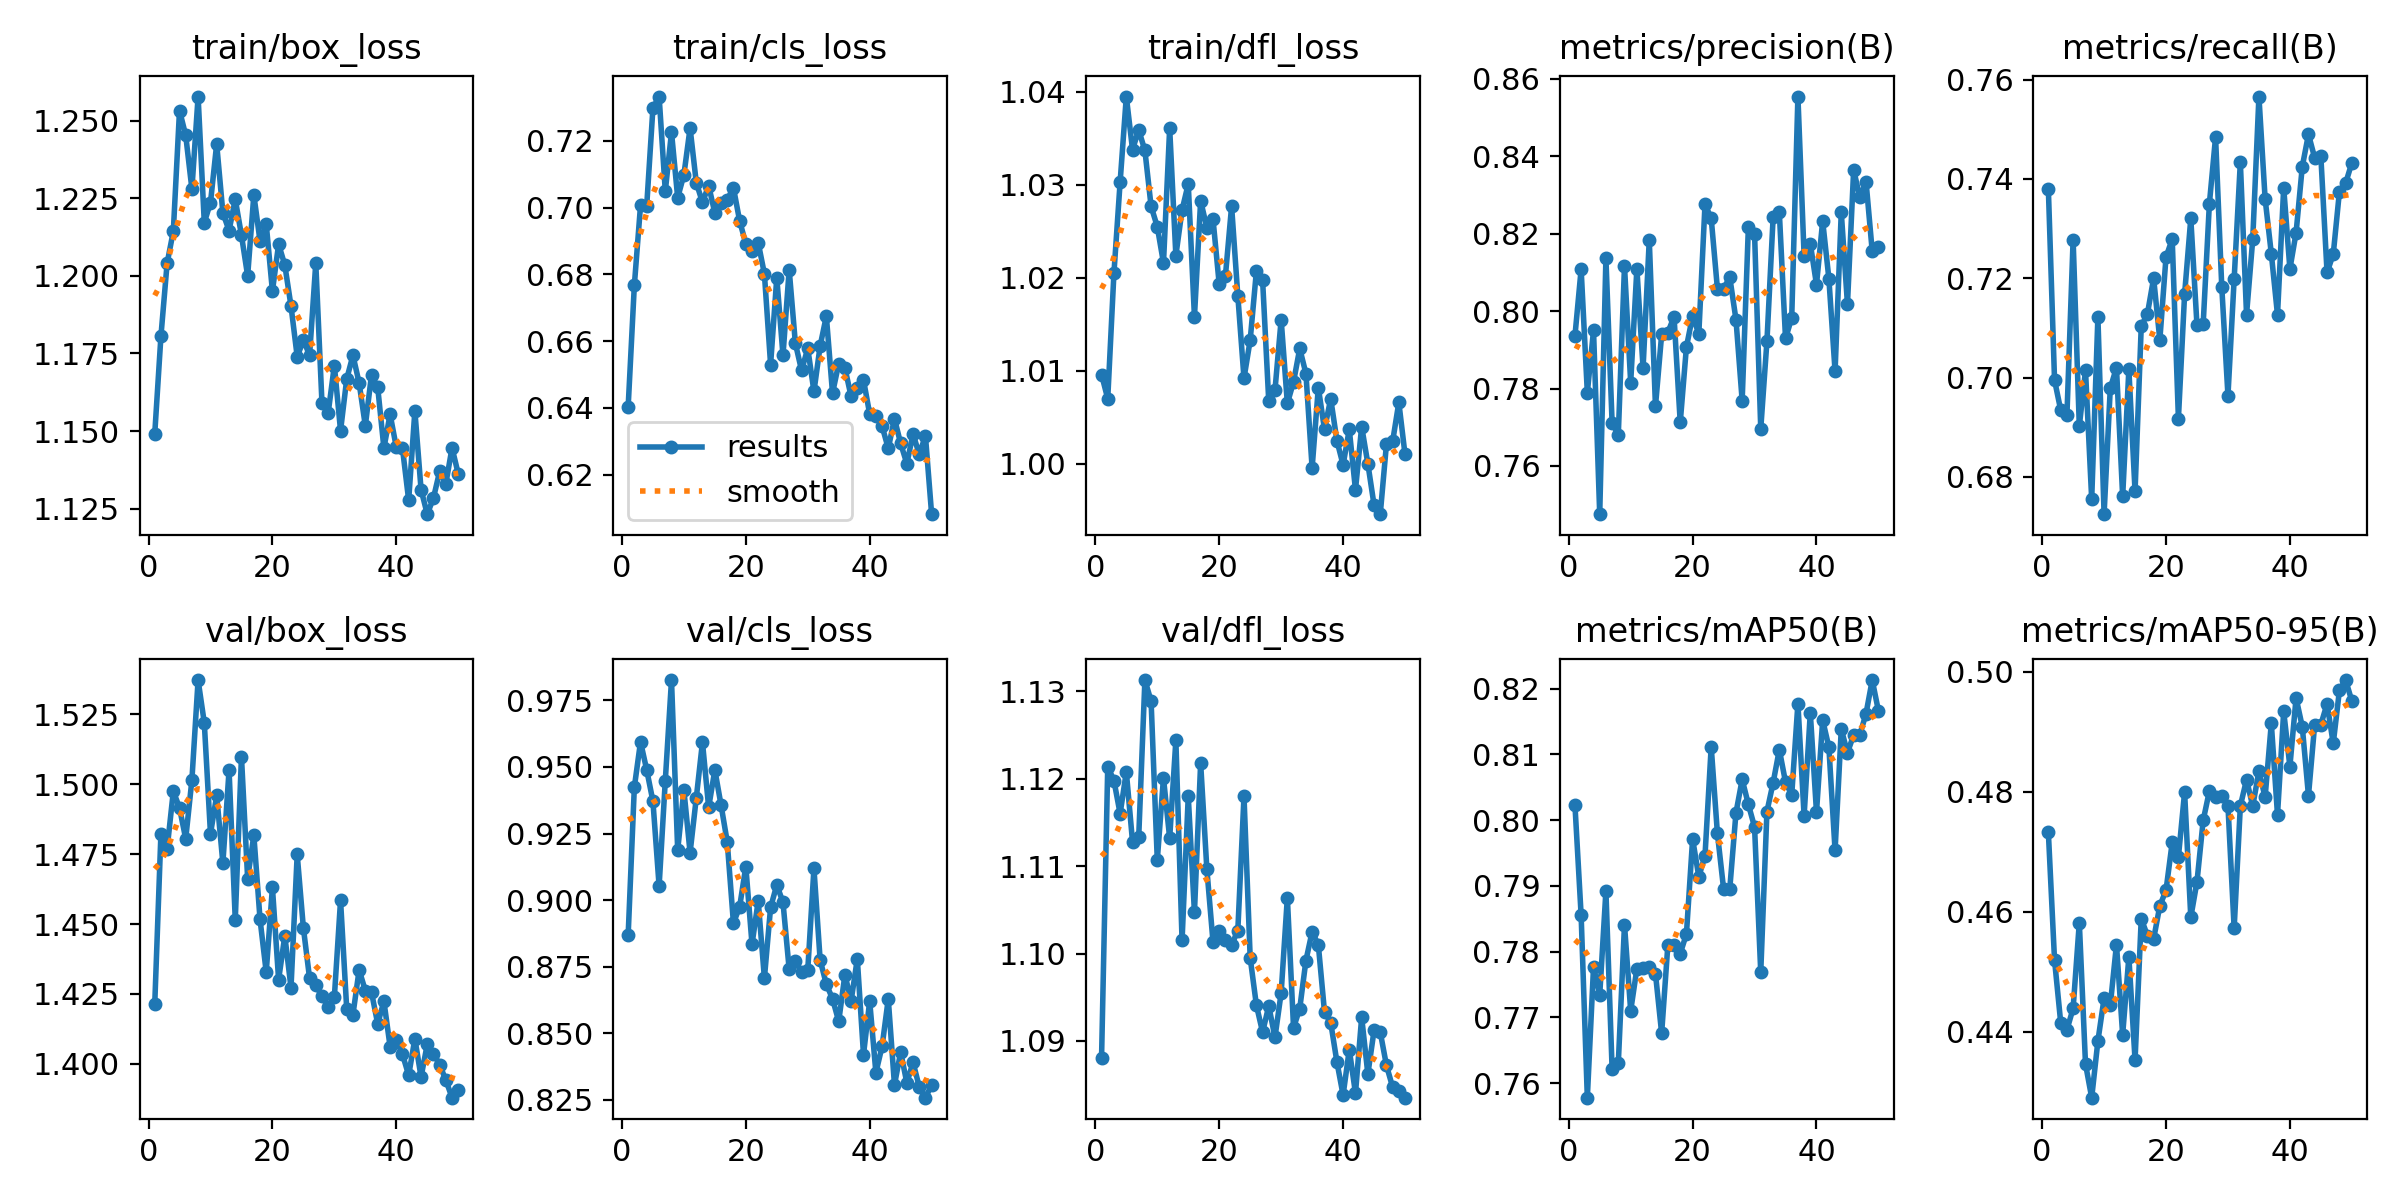 train/box_loss
1.250
1.225
1.200
1.175
1.150
1.125
0 20 40
train/cls_loss
0.72
0.70
0.68
0.66
0.64
0.62
results
smooth
0 20 40
train/dfl_loss
1.04
1.03
1.02
1.01
1.00
0 20 40
metrics/precision(B)
0.86
0.84
0.82
0.80
0.78
0.76
0 20 40
metrics/recall(B)
0.76
0.74
0.72
0.70
0.68
0 20 40
val/box_loss
1.525
1.500
1.475
1.450
1.425
1.400
0 20 40
val/cls_loss
0.975
0.950
0.925
0.900
0.875
0.850
0.825
0 20 40
val/dfl_loss
1.13
1.12
1.11
1.10
1.09
0 20 40
metrics/mAP50(B)
0.82
0.81
0.80
0.79
0.78
0.77
0.76
0 20 40
metrics/mAP50-95(B)
0.50
0.48
0.46
0.44
0 20 40